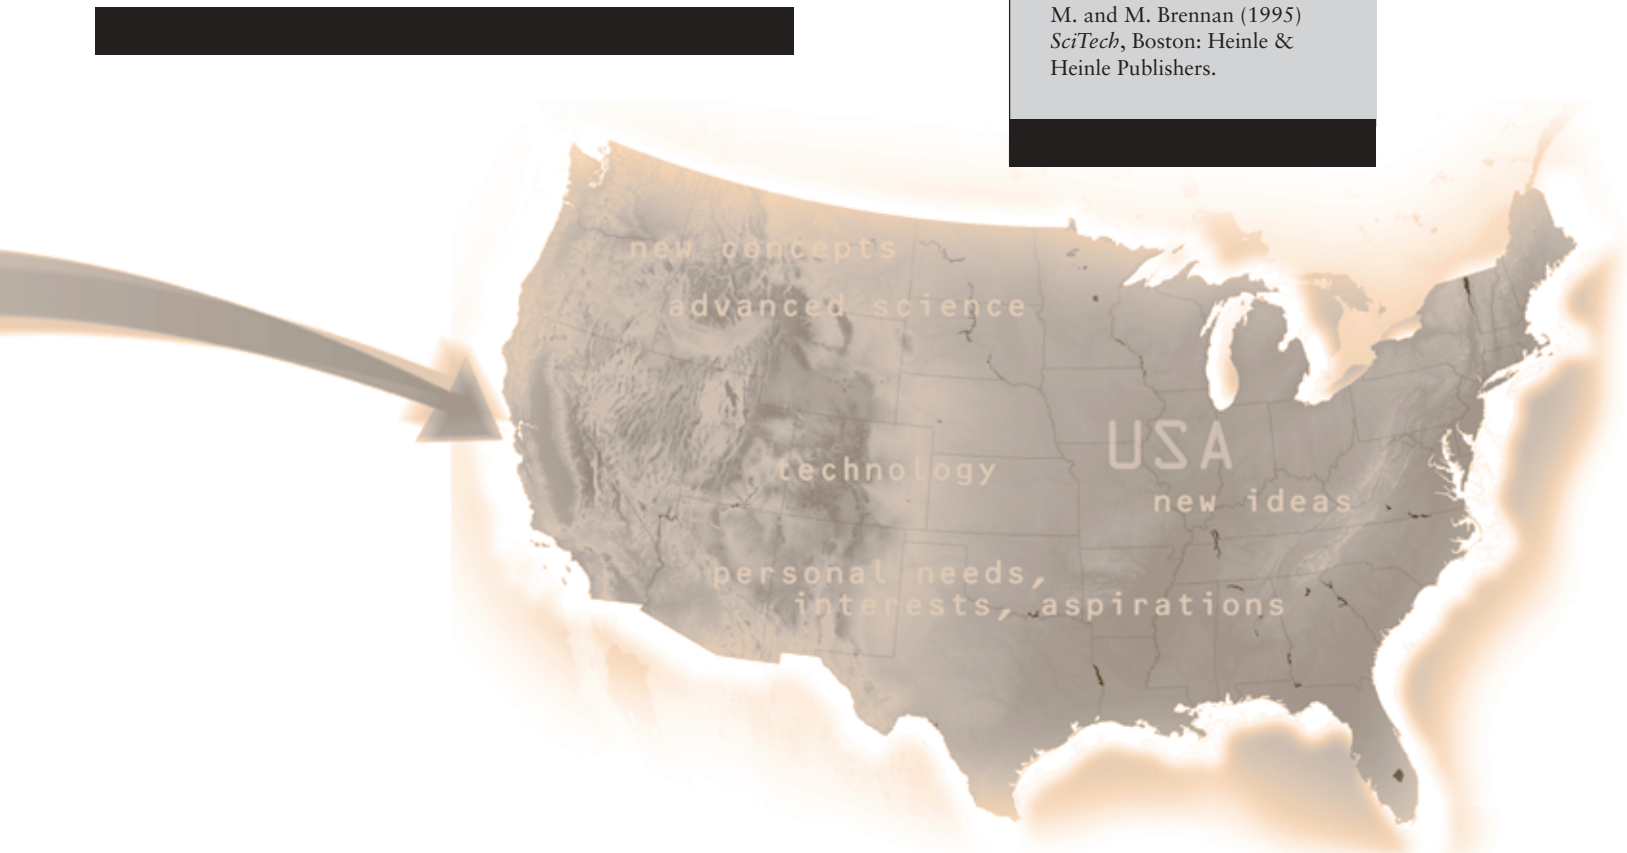 M. and M. Brennan (1995)
SciTech, Boston: Heinle &
Heinle Publishers.
new concepts
advanced science
USA
technology
new ideas
personal needs,
interests, aspirations